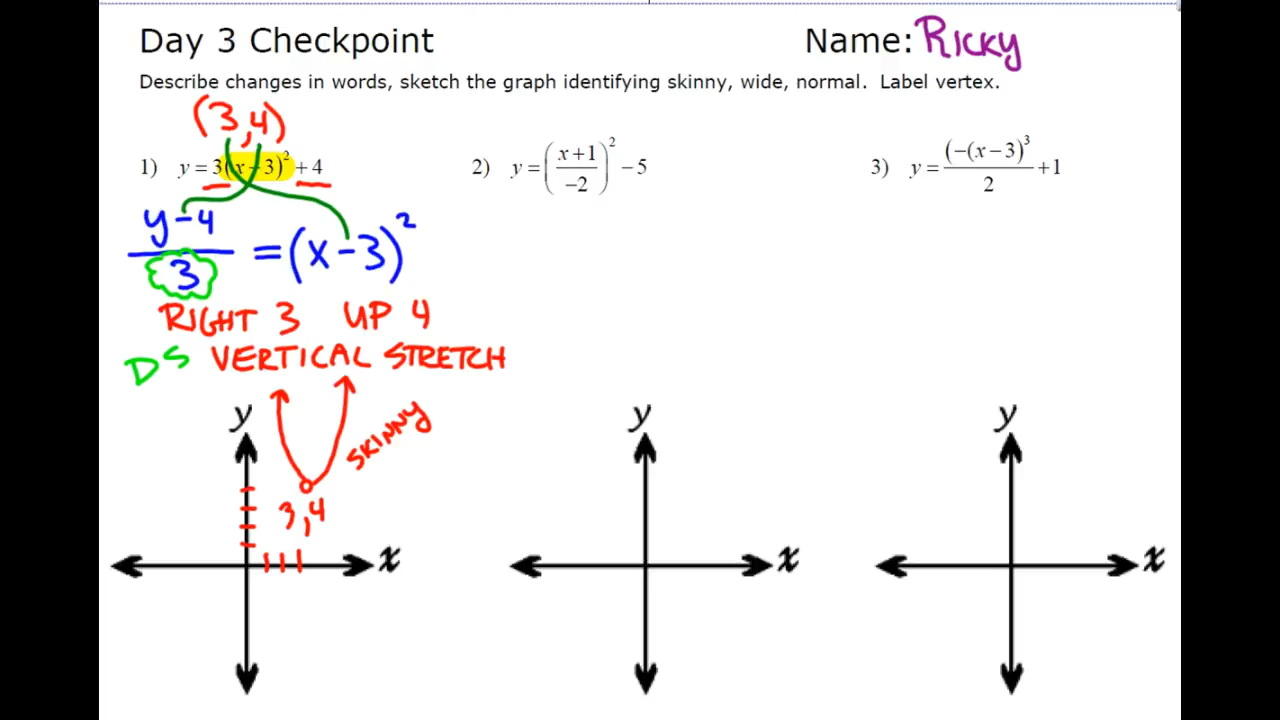 Day 3 Checkpoint
Name: Ricky
Describe changes in words, sketch the graph identifying skinny, wide, normal. Label vertex.
(3,4)
1) y = 3(x - 3)² + 4
2) y = ((x + 1)/(-2))² - 5
3) y = (-(x - 3)³/2 + 1
(y - 4)/3 = (x - 3)²
RIGHT 3 UP 4
DS VERTICAL STRETCH
SKINNY
3,4
y
x
y
x
y
x